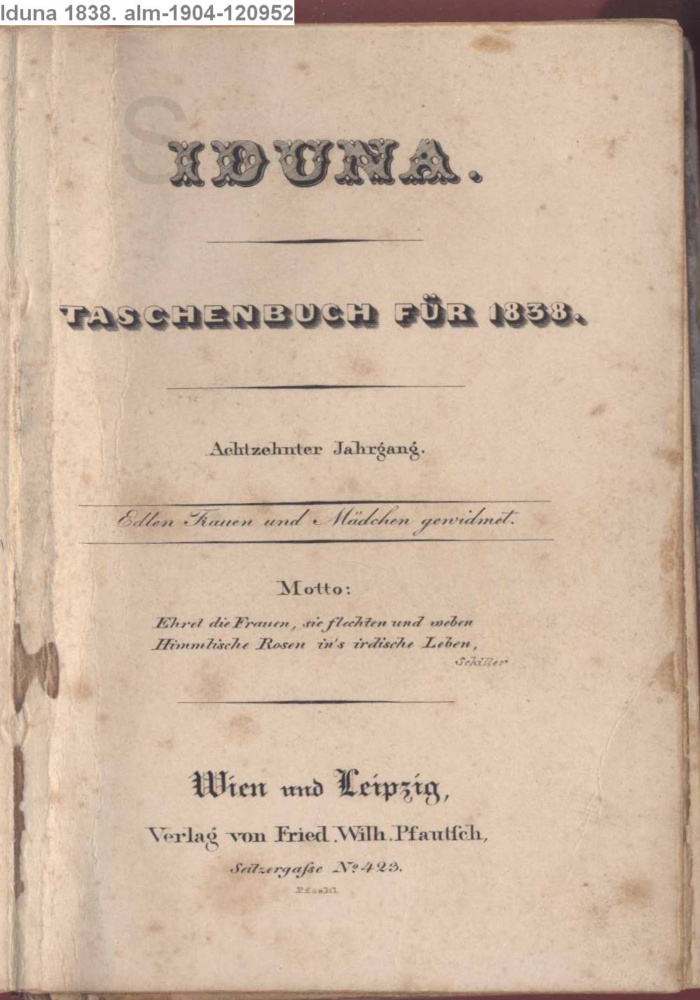 Iduna 1838. alm-1904-120952
S
IDUNA.
TASCHENBUCH FÜR 1838.
Achtzehnter Jahrgang.
Edlen Frauen und Mädchen gewidmet.
Motto:
Ehret die Frauen, sie flechten und weben
Himmlische Rosen in's irdische Leben,
Schiller
Wien und Leipzig,
Verlag von Fried. Wilh. Pfautsch,
Seitzergasse No. 423.